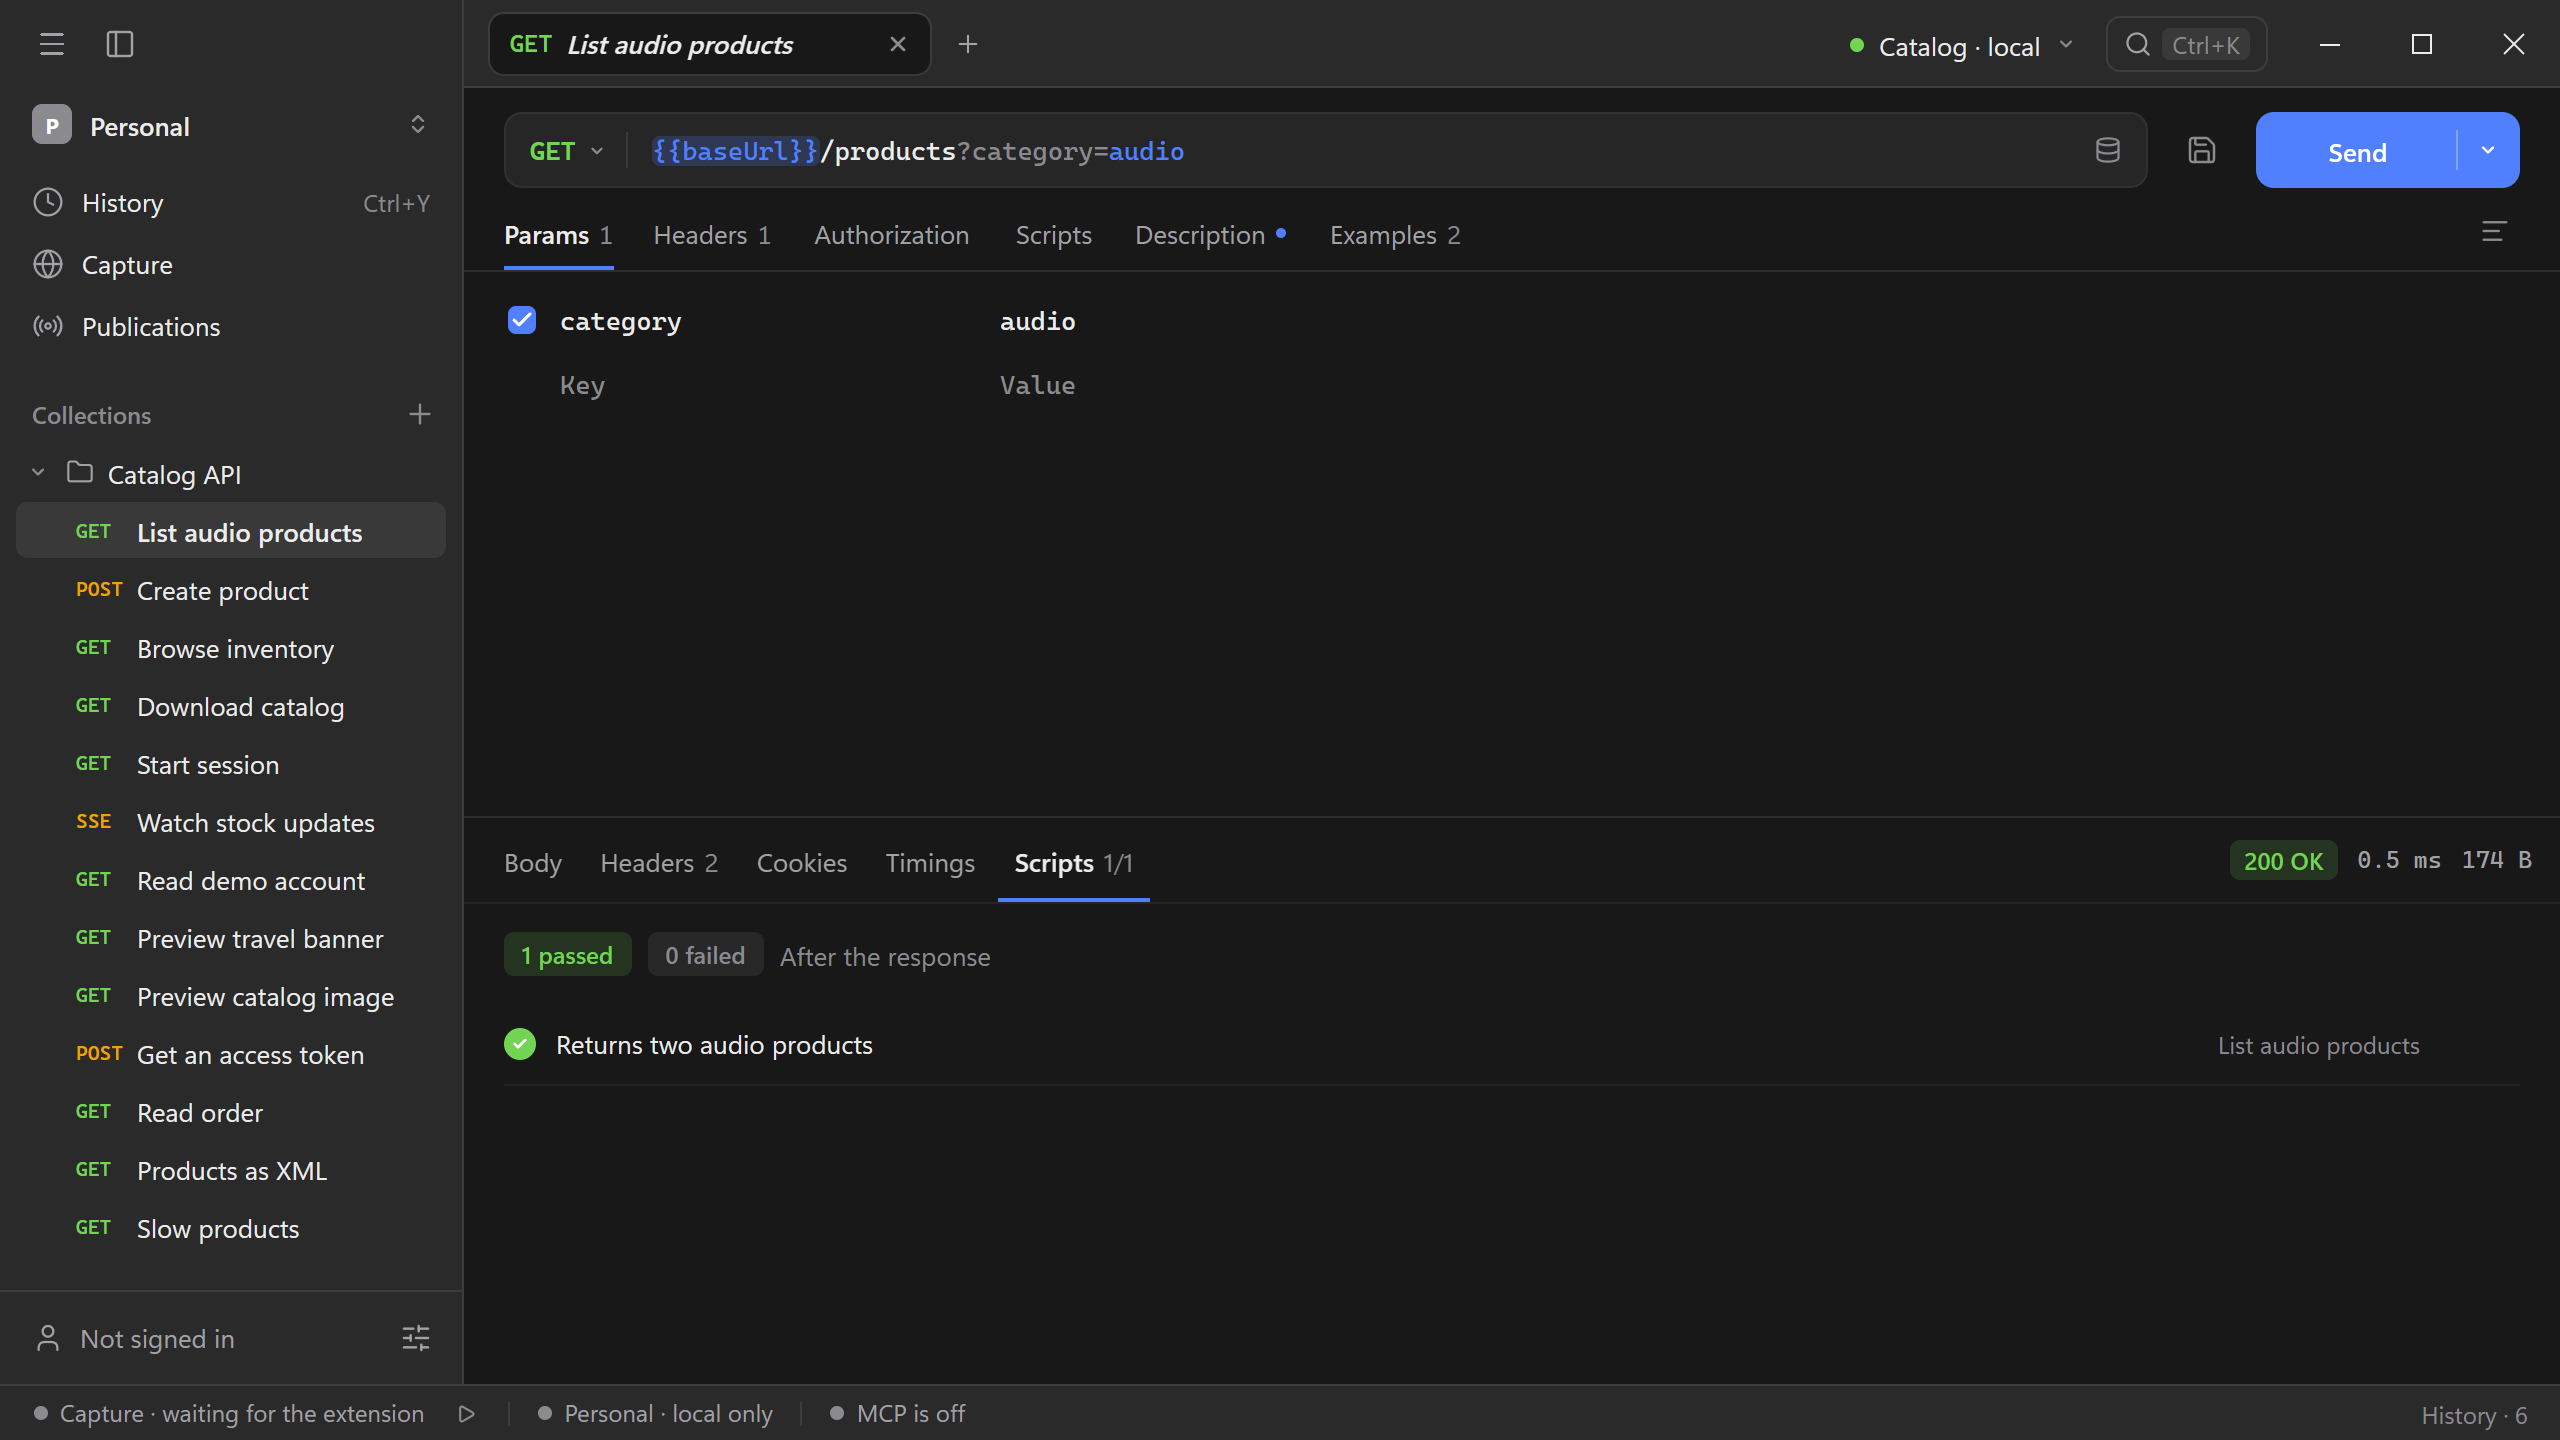 GET List audio products
Catalog · local
Ctrl+K
P Personal
History Ctrl+Y
Capture
Publications
Collections
Catalog API
GET List audio products
POST Create product
GET Browse inventory
GET Download catalog
GET Start session
SSE Watch stock updates
GET Read demo account
GET Preview travel banner
GET Preview catalog image
POST Get an access token
GET Read order
GET Products as XML
GET Slow products
Not signed in
GET {{baseUrl}}/products?category=audio
Send
Params 1 Headers 1 Authorization Scripts Description Examples 2
category audio
Key Value
Body Headers 2 Cookies Timings Scripts 1/1
200 OK 0.5 ms 174 B
1 passed 0 failed After the response
Returns two audio products List audio products
Capture · waiting for the extension Personal · local only MCP is off History · 6